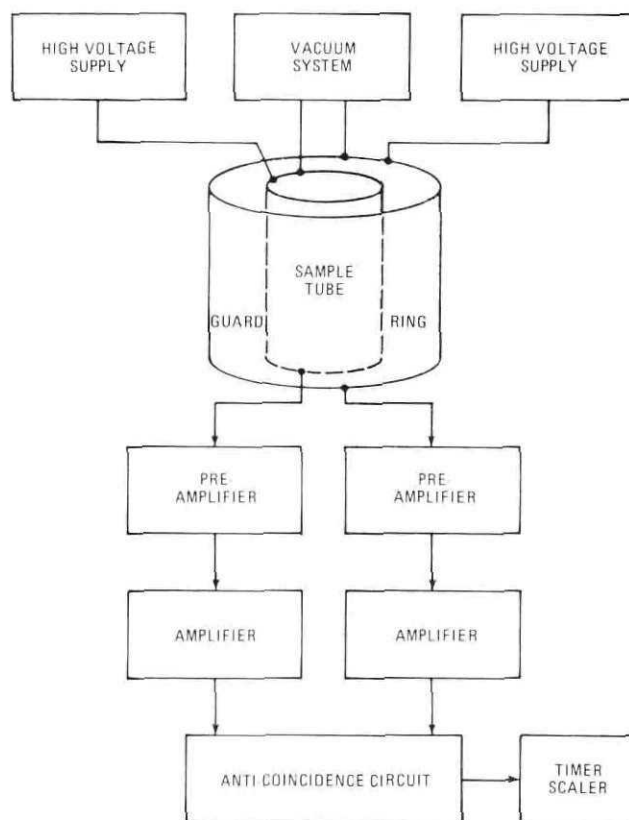 HIGH VOLTAGE
SUPPLY
VACUUM
SYSTEM
HIGH VOLTAGE
SUPPLY
SAMPLE
TUBE
GUARD
RING
PRE
AMPLIFIER
PRE
AMPLIFIER
AMPLIFIER
AMPLIFIER
ANTI COINCIDENCE CIRCUIT
TIMER
SCALER